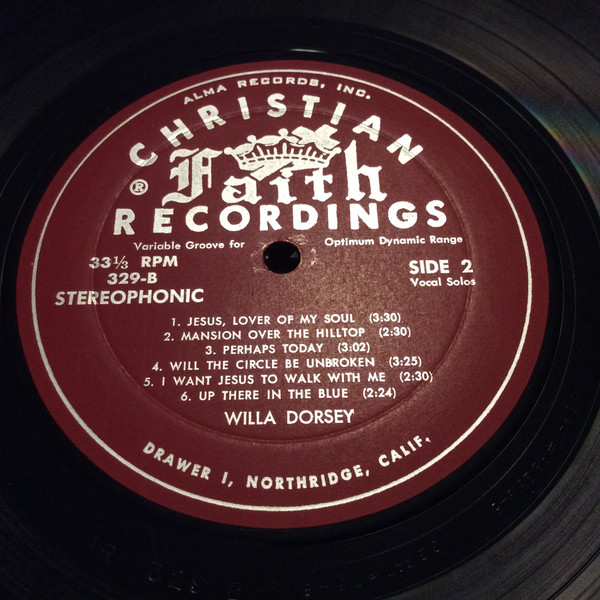 ALMA RECORDS, INC.
CHRISTIAN
Faith
®
RECORDINGS
Variable Groove for Optimum Dynamic Range
33⅓ RPM
329-B
STEREOPHONIC
SIDE 2
Vocal Solos
1. JESUS, LOVER OF MY SOUL (3:30)
2. MANSION OVER THE HILLTOP (2:30)
3. PERHAPS TODAY (3:02)
4. WILL THE CIRCLE BE UNBROKEN (3:25)
5. I WANT JESUS TO WALK WITH ME (2:30)
6. UP THERE IN THE BLUE (2:24)
WILLA DORSEY
DRAWER I, NORTHRIDGE, CALIF.